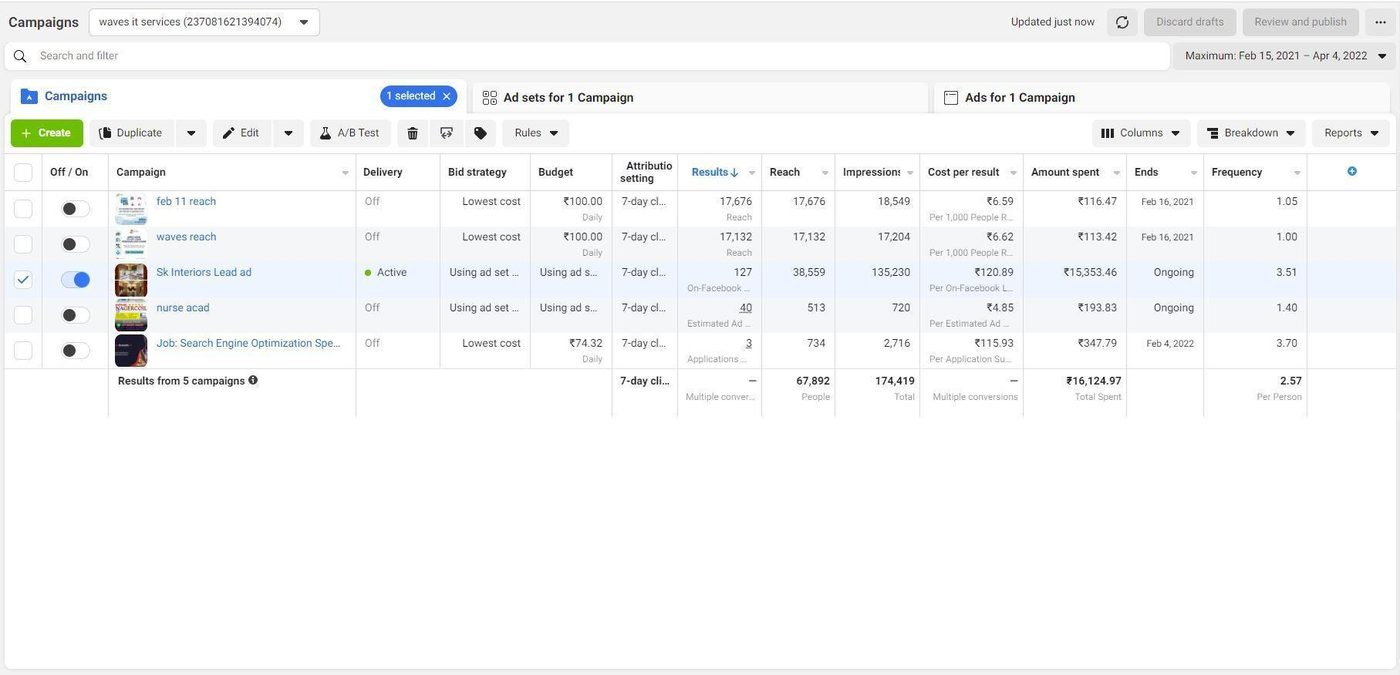 Campaigns waves it services (237081621394074) Updated just now Discard drafts Review and publish
Search and filter Maximum: Feb 15, 2021 – Apr 4, 2022
Campaigns 1 selected × Ad sets for 1 Campaign Ads for 1 Campaign
+ Create Duplicate Edit A/B Test Rules Columns Breakdown Reports
Off / On Campaign Delivery Bid strategy Budget Attributio setting Results↓ Reach Impressions Cost per result Amount spent Ends Frequency
feb 11 reach Off Lowest cost ₹100.00 7-day cl... 17,676 17,676 18,549 ₹6.59 ₹116.47 Feb 16, 2021 1.05
Daily Reach Per 1,000 People R...
waves reach Off Lowest cost ₹100.00 7-day cl... 17,132 17,132 17,204 ₹6.62 ₹113.42 Feb 16, 2021 1.00
Daily Reach Per 1,000 People R...
Sk Interiors Lead ad Active Using ad set ... Using ad s... 7-day cl... 127 38,559 135,230 ₹120.89 ₹15,353.46 Ongoing 3.51
On-Facebook ... Per On-Facebook L...
nurse acad Off Using ad set ... Using ad s... 7-day cl... 40 513 720 ₹4.85 ₹193.83 Ongoing 1.40
Estimated Ad ... Per Estimated Ad ...
Job: Search Engine Optimization Spe... Off Lowest cost ₹74.32 7-day cl... 3 734 2,716 ₹115.93 ₹347.79 Feb 4, 2022 3.70
Daily Applications ... Per Application Su...
Results from 5 campaigns 7-day cli... — 67,892 174,419 — ₹16,124.97 2.57
Multiple conver... People Total Multiple conversions Total Spent Per Person